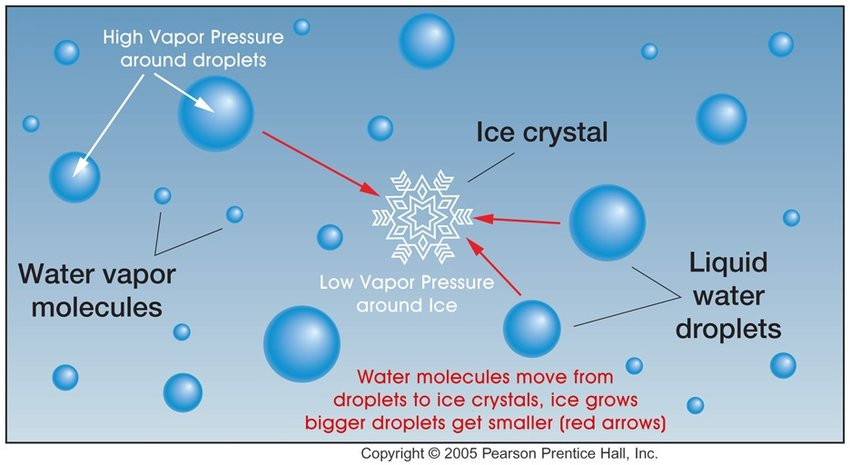 High Vapor Pressure
around droplets
Ice crystal
Water vapor
molecules
Low Vapor Pressure
around Ice
Liquid
water
droplets
Water molecules move from
droplets to ice crystals, ice grows
bigger droplets get smaller (red arrows)
Copyright © 2005 Pearson Prentice Hall, Inc.